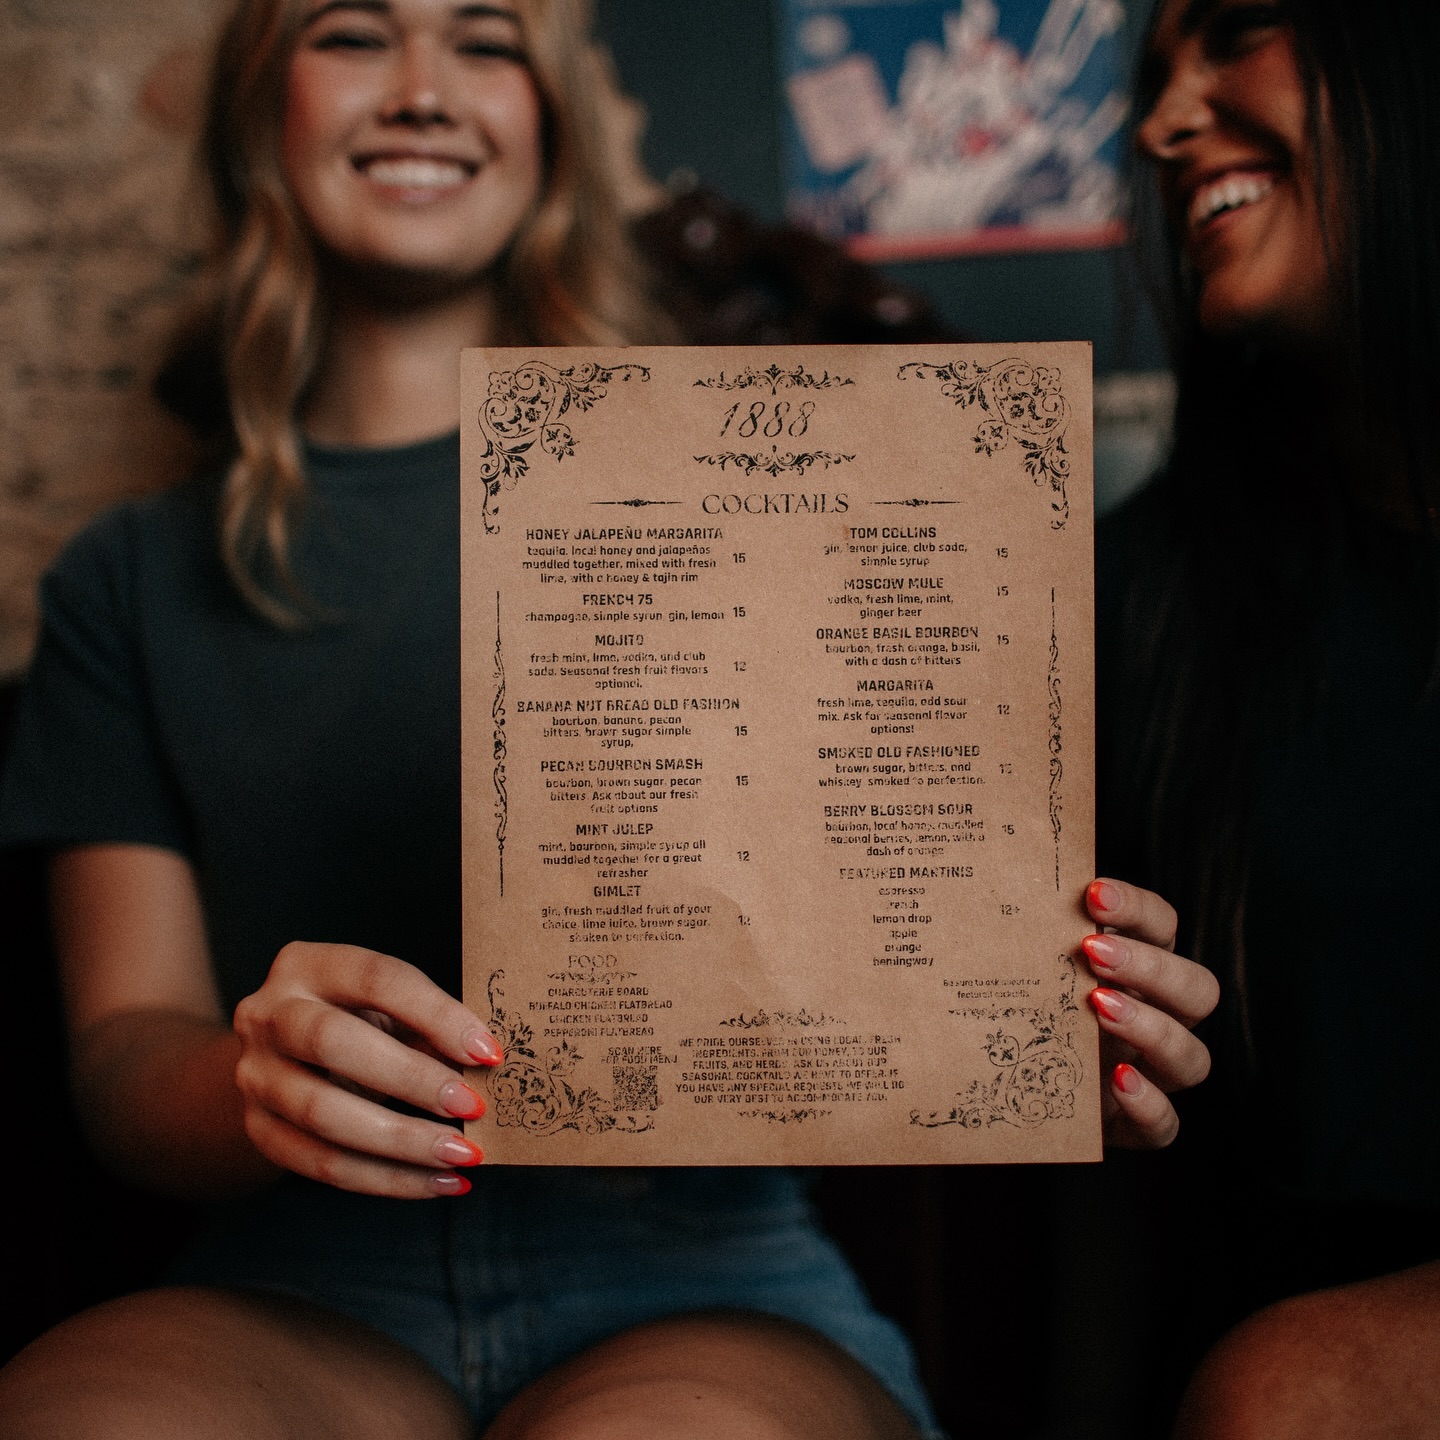 1888
COCKTAILS
HONEY JALAPEÑO MARGARITA
tequila, local honey and jalapeños
muddled together, mixed with fresh
lime, with a honey & tajin rim
15
FRENCH 75
champagne, simple syrup, gin, lemon
15
MOJITO
fresh mint, lime, vodka, and club
soda. Seasonal fresh fruit flavors
optional.
12
BANANA NUT BREAD OLD FASHION
bourbon, banana, pecan
bitters, brown sugar simple
syrup,
15
PECAN BOURBON SMASH
bourbon, brown sugar, pecan
bitters. Ask about our fresh
fruit options
15
MINT JULEP
mint, bourbon, simple syrup all
muddled together for a great
refresher
12
GIMLET
gin, fresh muddled fruit of your
choice, lime juice, brown sugar,
shaken to perfection.
12
FOOD
CHARCUTERIE BOARD
BUFFALO CHICKEN FLATBREAD
CHICKEN FLATBREAD
PEPPERONI FLATBREAD
SCAN HERE
FOR FOOD MENU
TOM COLLINS
gin, lemon juice, club soda,
simple syrup
15
MOSCOW MULE
vodka, fresh lime, mint,
ginger beer
15
ORANGE BASIL BOURBON
bourbon, fresh orange, basil,
with a dash of bitters
15
MARGARITA
fresh lime, tequila, odd sour
mix. Ask for seasonal flavor
options!
12
SMOKED OLD FASHIONED
brown sugar, bitters, and
whiskey smoked to perfection.
BERRY BLOSSOM SOUR
bourbon, local honey, muddled
seasonal berries, lemon, with a
dash of orange
15
FEATURED MARTINIS
espresso
french
lemon drop
apple
orange
hemingway
12+
Be sure to ask about our
featured cocktails
WE PRIDE OURSELVES IN USING LOCAL, FRESH
INGREDIENTS. FROM OUR HONEY, TO OUR
FRUITS, AND HERBS. ASK US ABOUT OUR
SEASONAL COCKTAILS WE HAVE TO OFFER. IF
YOU HAVE ANY SPECIAL REQUESTS WE WILL DO
OUR VERY BEST TO ACCOMMODATE YOU.